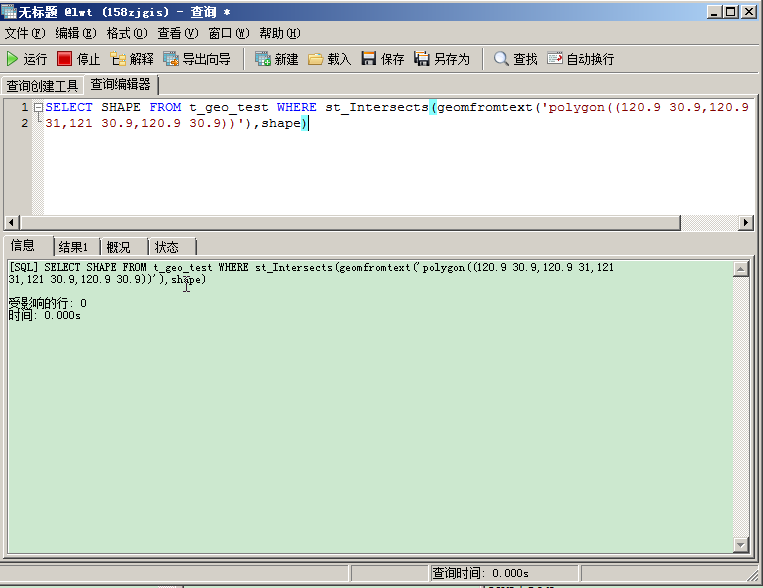 无标题 @lwt (158zjgis) - 查询 *
文件(F) 编辑(E) 格式(O) 查看(V) 窗口(W) 帮助(H)
运行 停止 解释 导出向导 新建 载入 保存 另存为 查找 自动换行
查询创建工具 查询编辑器
1 SELECT SHAPE FROM t_geo_test WHERE st_Intersects(geomfromtext('polygon((120.9 30.9,120.9
2 31,121 30.9,120.9 30.9))'),shape)
信息 结果1 概况 状态
[SQL] SELECT SHAPE FROM t_geo_test WHERE st_Intersects(geomfromtext('polygon((120.9 30.9,120.9 31,121
31,121 30.9,120.9 30.9))'),shape)
受影响的行: 0
时间: 0.000s
查询时间: 0.000s